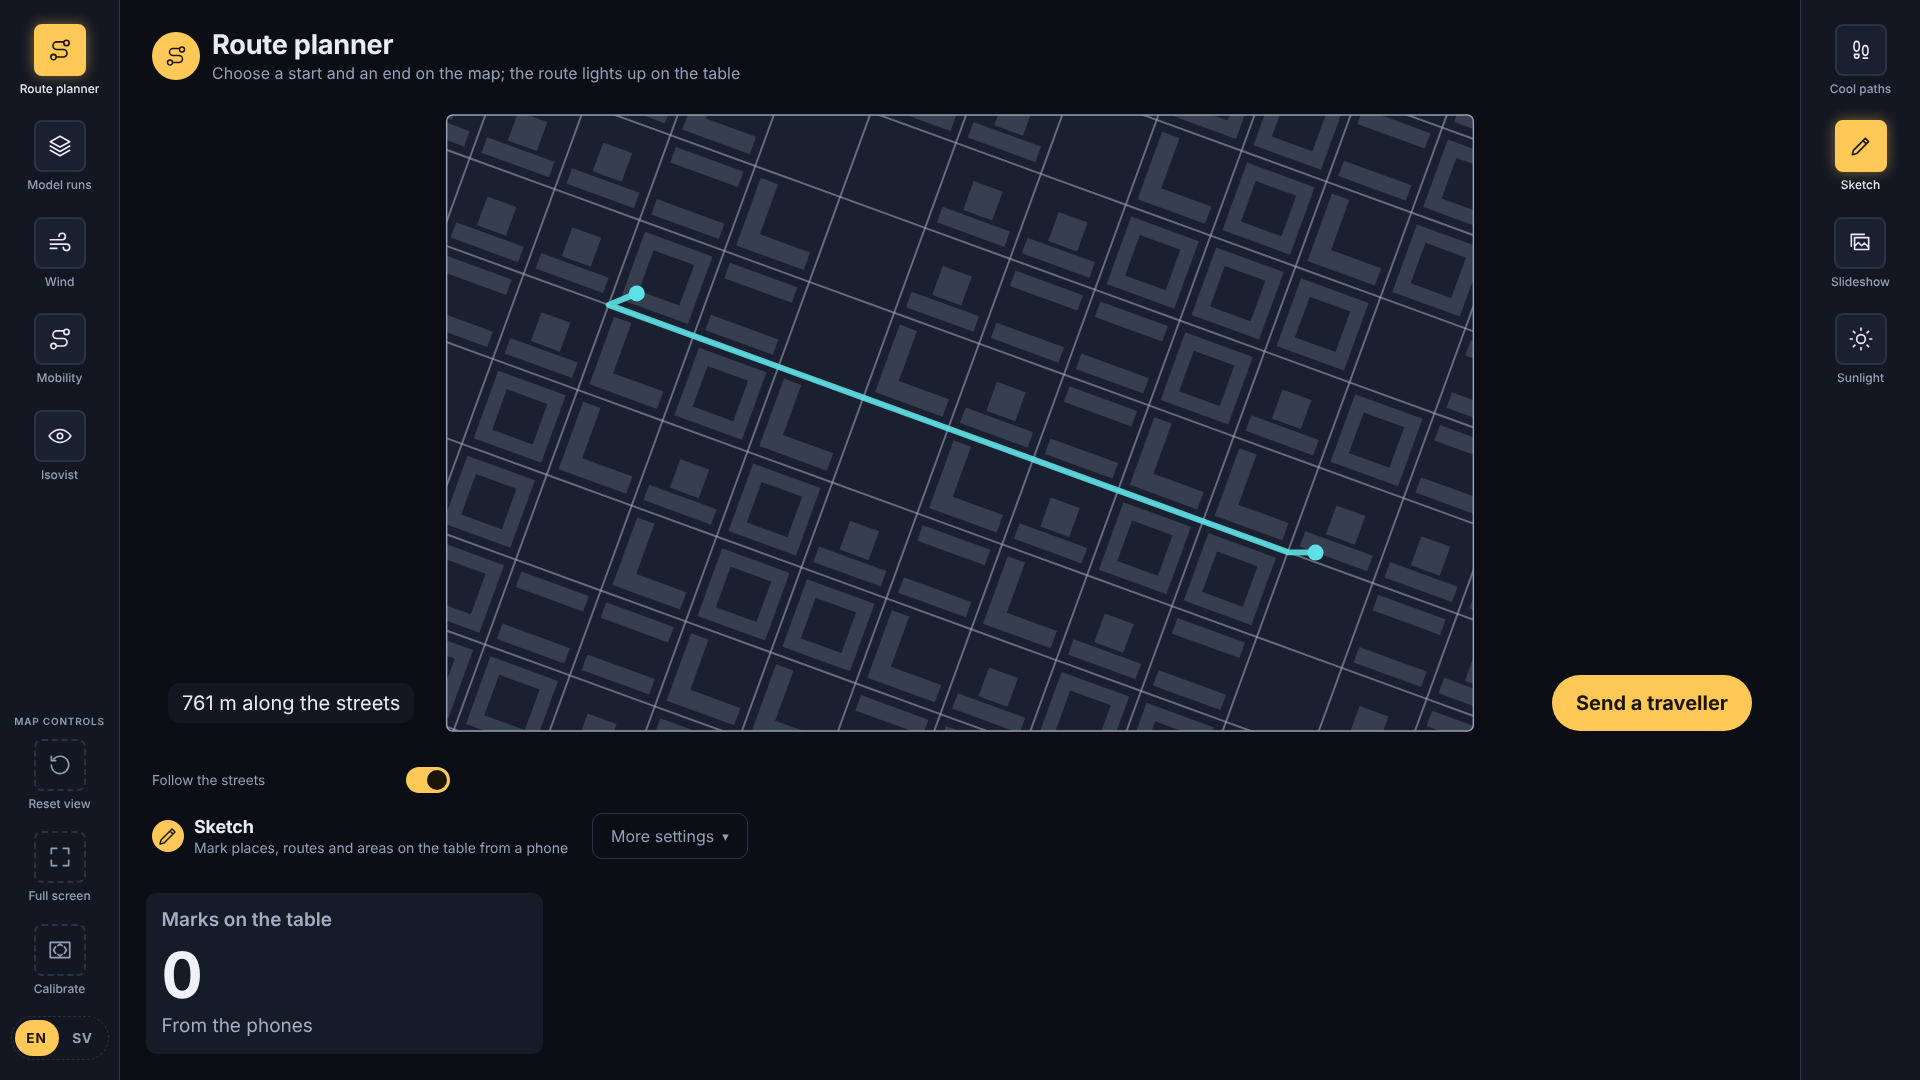 Route planner
Model runs
Wind
Mobility
Isovist
MAP CONTROLS
Reset view
Full screen
Calibrate
EN SV
Route planner
Choose a start and an end on the map; the route lights up on the table
761 m along the streets
Send a traveller
Follow the streets
Sketch
Mark places, routes and areas on the table from a phone
More settings ▾
Marks on the table
0
From the phones
Cool paths
Sketch
Slideshow
Sunlight